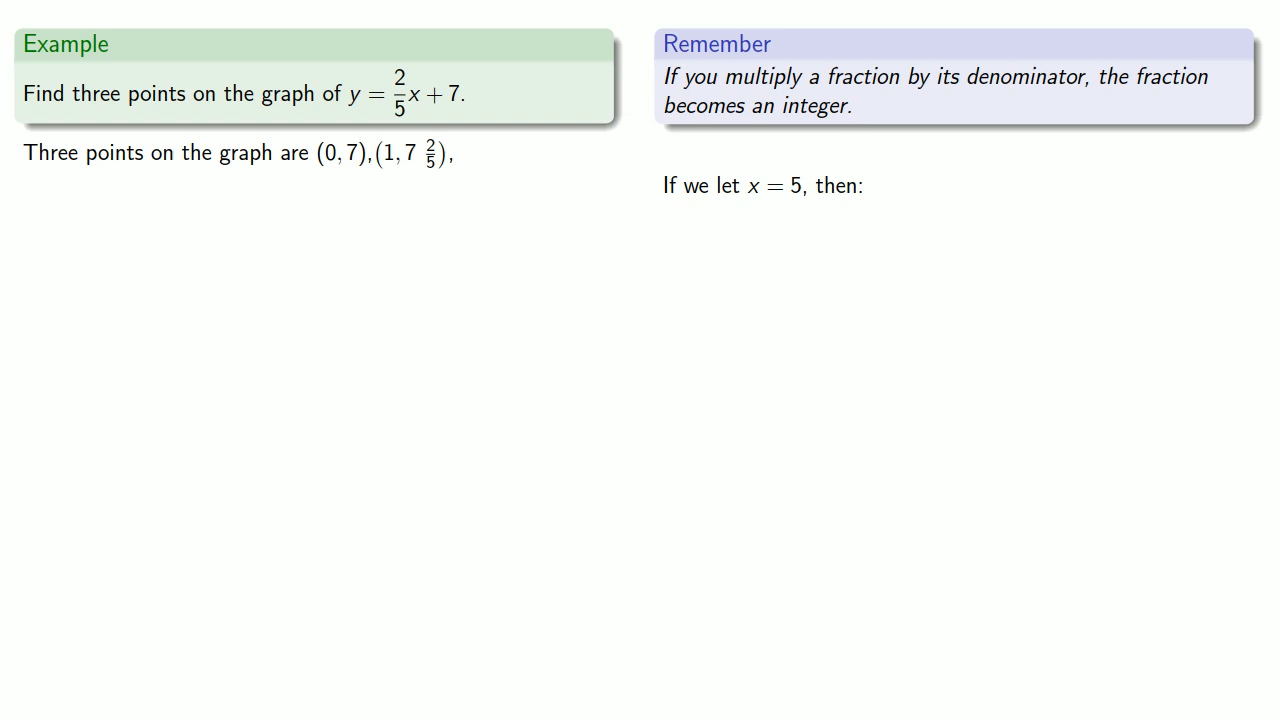 Example
Find three points on the graph of y = 2/5 x + 7.
Three points on the graph are (0, 7),(1, 7 2/5),
Remember
If you multiply a fraction by its denominator, the fraction
becomes an integer.
If we let x = 5, then: